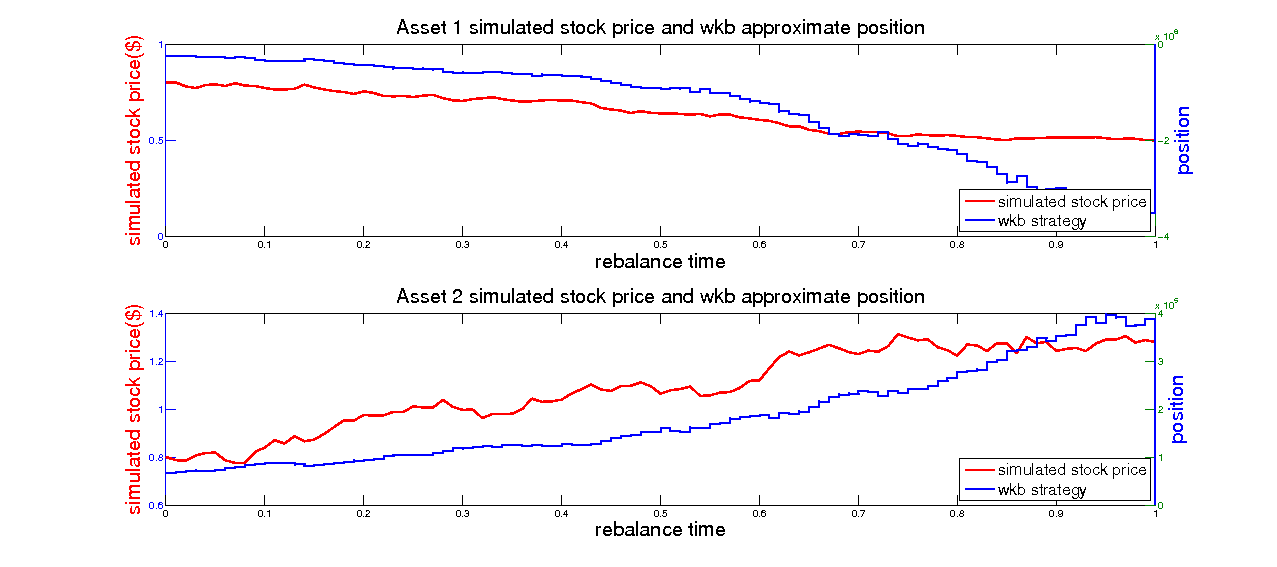 Asset 1 simulated stock price and wkb approximate position
simulated stock price($)
1
0.5
0
x 10
0
−2
−4
position
simulated stock price
wkb strategy
0 0.1 0.2 0.3 0.4 0.5 0.6 0.7 0.8 0.9 1
rebalance time
Asset 2 simulated stock price and wkb approximate position
simulated stock price($)
1.4
1.2
1
0.8
0.6
x 10
4
3
2
1
0
position
simulated stock price
wkb strategy
0 0.1 0.2 0.3 0.4 0.5 0.6 0.7 0.8 0.9 1
rebalance time